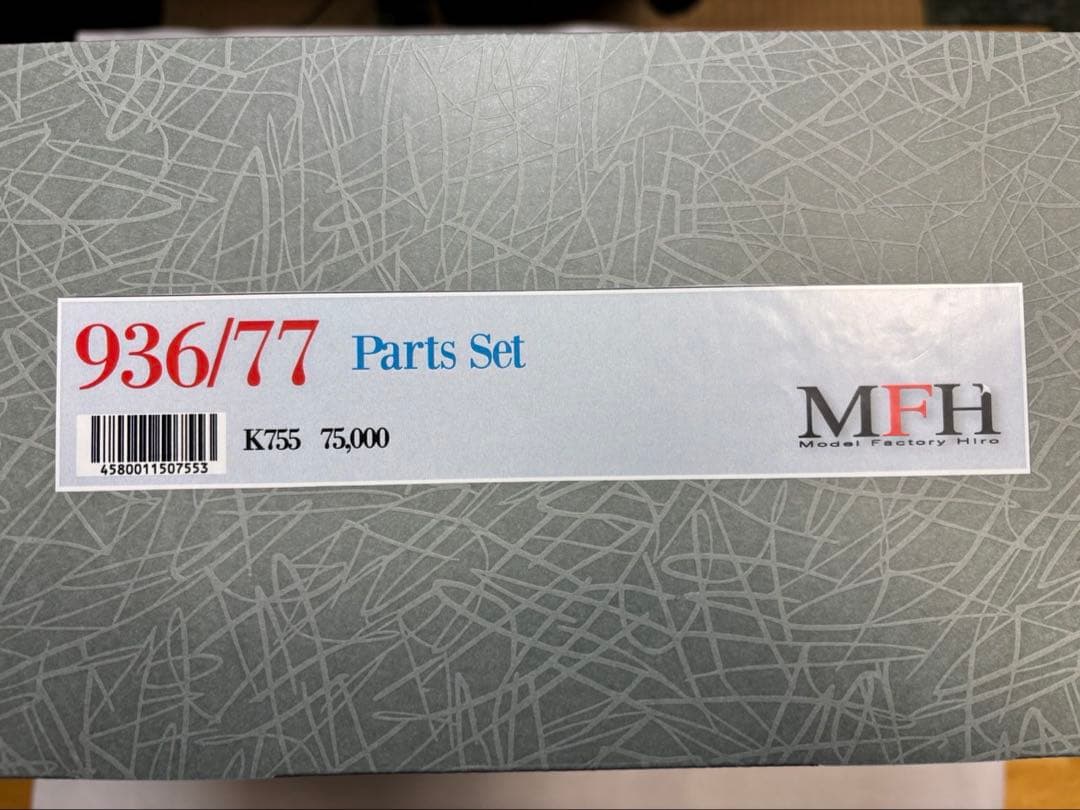 936/77 Parts Set
4580011507553
K755 75,000
MFH
Model Factory Hiro